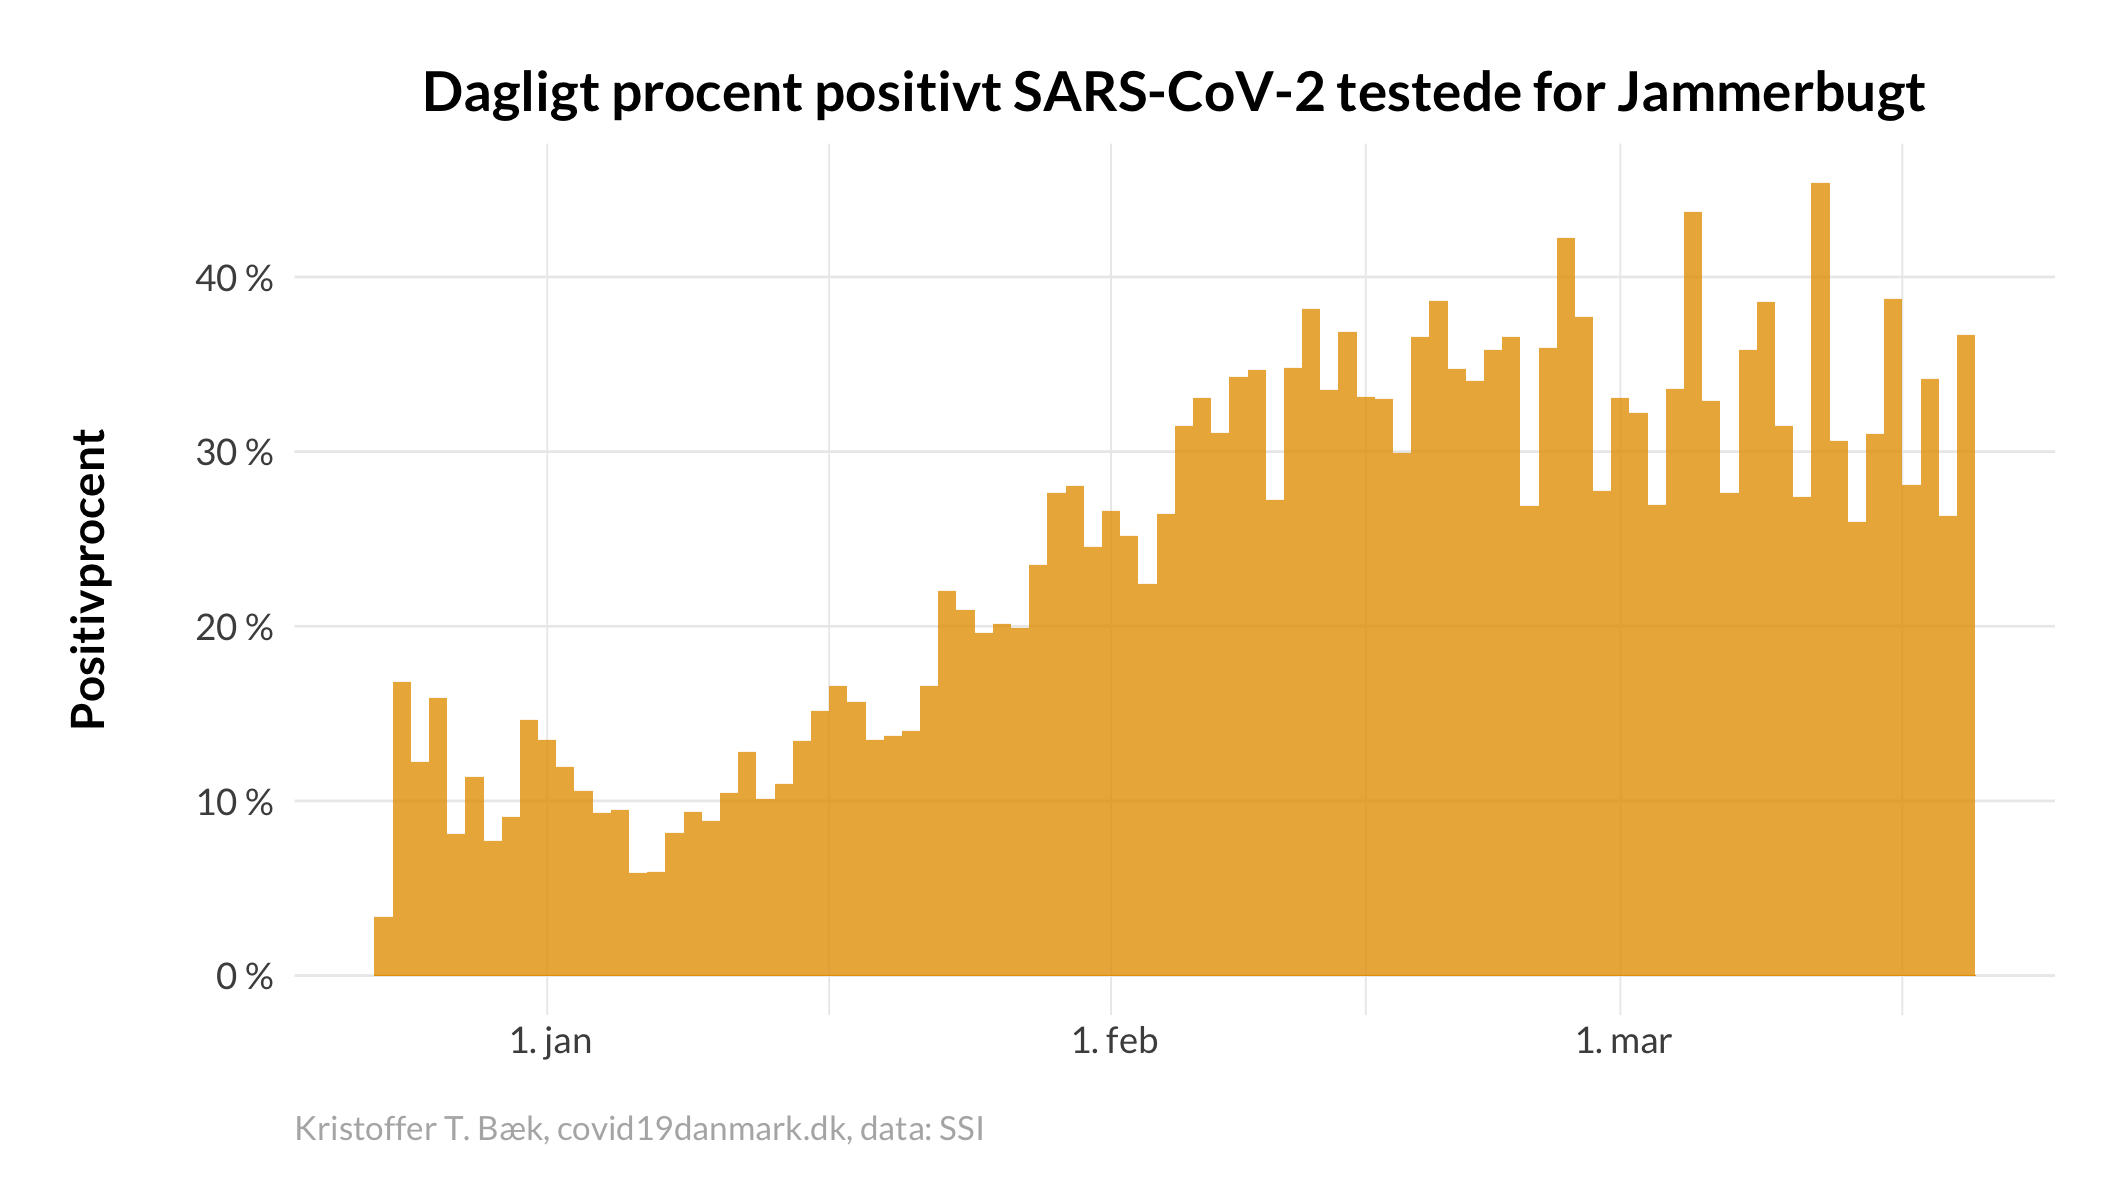 Dagligt procent positivt SARS-CoV-2 testede for Jammerbugt
Positivprocent
40 %
30 %
20 %
10 %
0 %
1. jan
1. feb
1. mar
Kristoffer T. Bæk, covid19danmark.dk, data: SSI